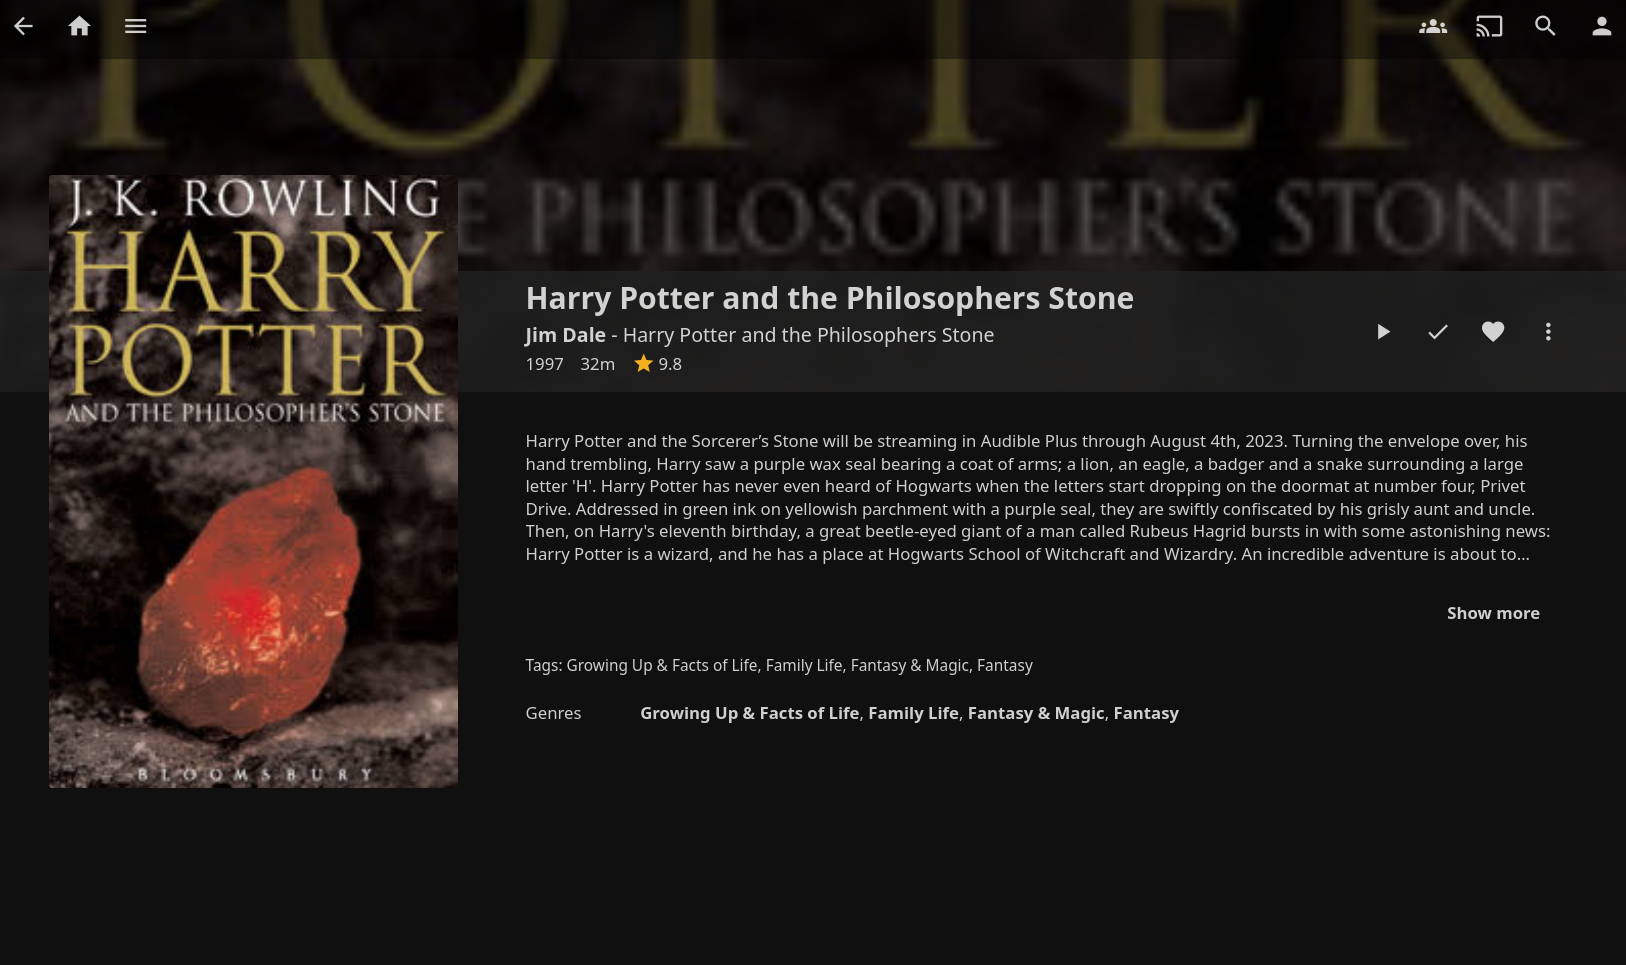 POTTER
E PHILOSOPHER'S STONE
J. K. ROWLING
HARRY
POTTER
AND THE PHILOSOPHER'S STONE
BLOOMSBURY
Harry Potter and the Philosophers Stone
Jim Dale - Harry Potter and the Philosophers Stone
1997 32m 9.8
Harry Potter and the Sorcerer’s Stone will be streaming in Audible Plus through August 4th, 2023. Turning the envelope over, his
hand trembling, Harry saw a purple wax seal bearing a coat of arms; a lion, an eagle, a badger and a snake surrounding a large
letter 'H'. Harry Potter has never even heard of Hogwarts when the letters start dropping on the doormat at number four, Privet
Drive. Addressed in green ink on yellowish parchment with a purple seal, they are swiftly confiscated by his grisly aunt and uncle.
Then, on Harry's eleventh birthday, a great beetle-eyed giant of a man called Rubeus Hagrid bursts in with some astonishing news:
Harry Potter is a wizard, and he has a place at Hogwarts School of Witchcraft and Wizardry. An incredible adventure is about to...
Show more
Tags: Growing Up & Facts of Life, Family Life, Fantasy & Magic, Fantasy
Genres Growing Up & Facts of Life, Family Life, Fantasy & Magic, Fantasy